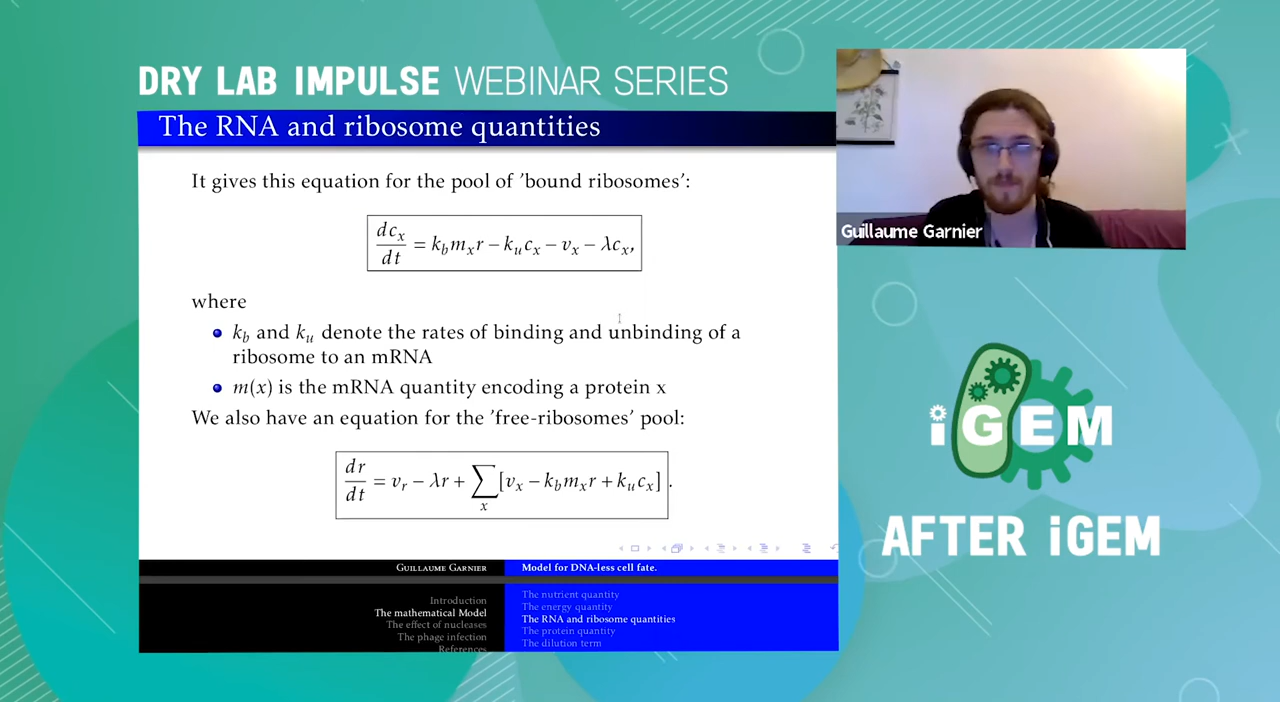 DRY LAB IMPULSE WEBINAR SERIES
The RNA and ribosome quantities
It gives this equation for the pool of 'bound ribosomes':
dc_x/dt = k_b m_x r − k_u c_x − v_x − λc_x,
where
k_b and k_u denote the rates of binding and unbinding of a
ribosome to an mRNA
m(x) is the mRNA quantity encoding a protein x
We also have an equation for the 'free-ribosomes' pool:
dr/dt = v_r − λr + ∑_x [v_x − k_b m_x r + k_u c_x].
GUILLAUME GARNIER
Model for DNA-less cell fate.
Introduction
The mathematical Model
The effect of nucleases
The phage infection
References
The nutrient quantity
The energy quantity
The RNA and ribosome quantities
The protein quantity
The dilution term
Guillaume Garnier
iGEM
AFTER iGEM